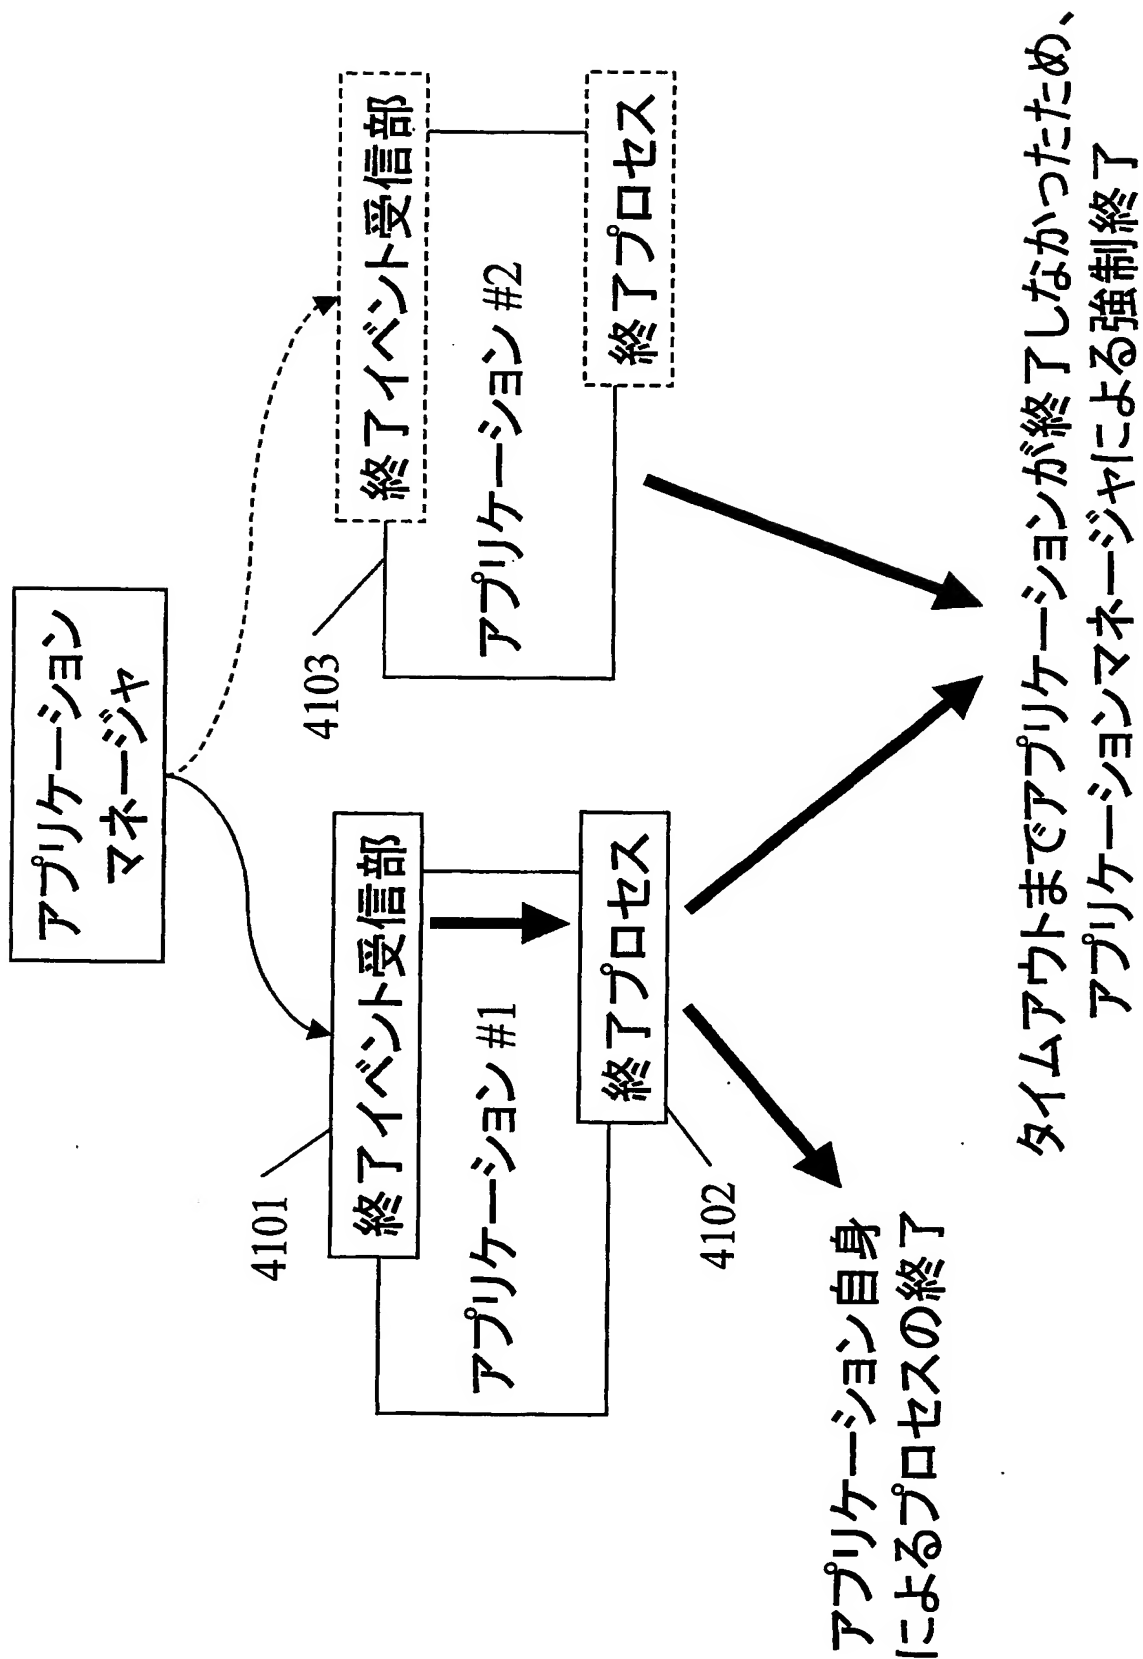 アプリケーション
マネージャ
4101
終了イベント受信部
アプリケーション #1
終了プロセス
4102
4103
終了イベント受信部
アプリケーション #2
終了プロセス
アプリケーション自身
によるプロセスの終了
タイムアウトまでアプリケーションが終了しなかったため、
アプリケーションマネージャによる強制終了